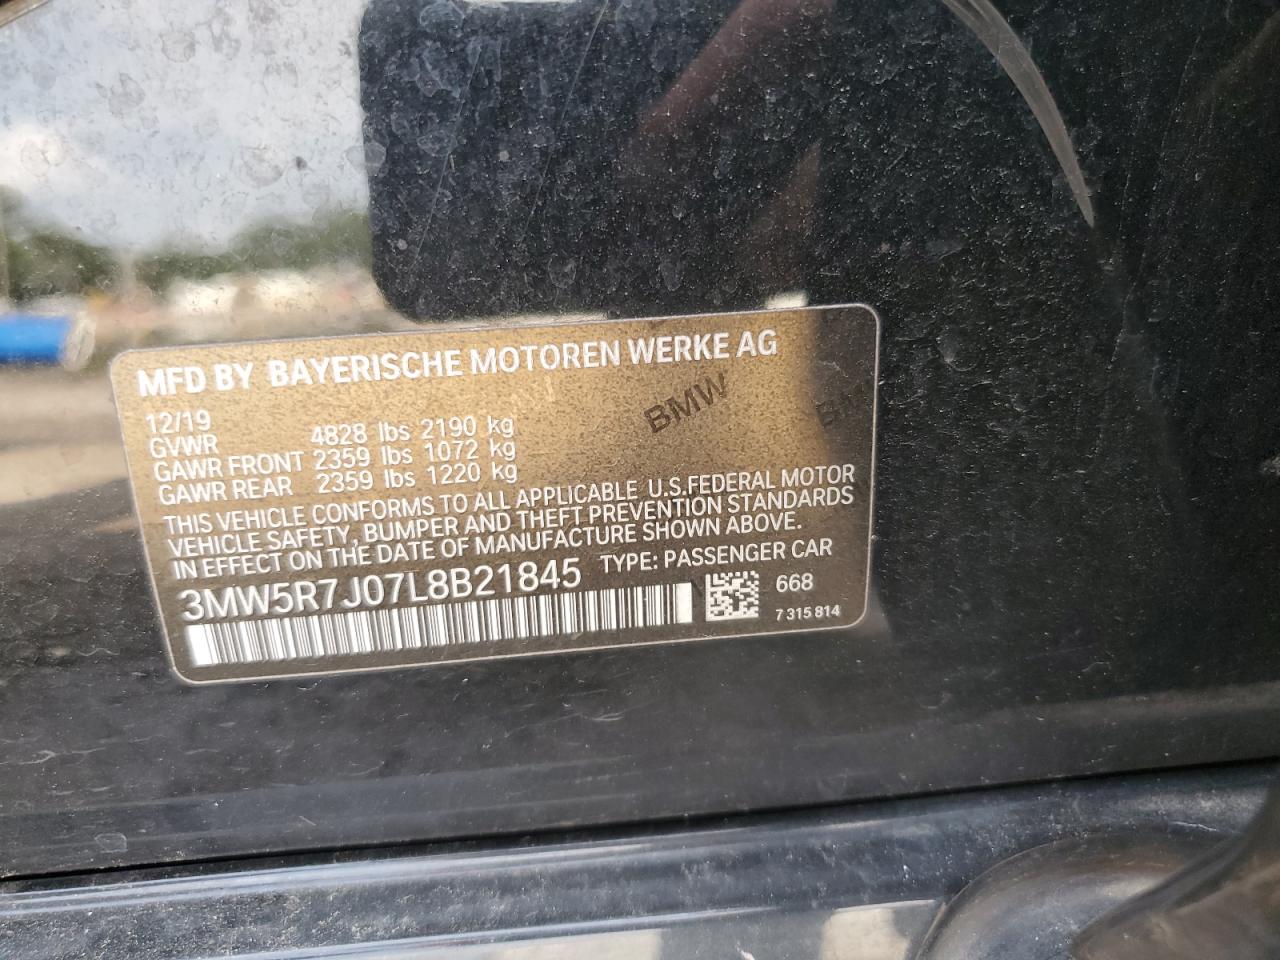 MFD BY BAYERISCHE MOTOREN WERKE AG
12/19
GVWR 4828 lbs 2190 kg
GAWR FRONT 2359 lbs 1072 kg
GAWR REAR 2359 lbs 1220 kg
BMW
BMW
THIS VEHICLE CONFORMS TO ALL APPLICABLE U.S.FEDERAL MOTOR
VEHICLE SAFETY, BUMPER AND THEFT PREVENTION STANDARDS
IN EFFECT ON THE DATE OF MANUFACTURE SHOWN ABOVE.
3MW5R7J07L8B21845 TYPE: PASSENGER CAR
668
7 315 814